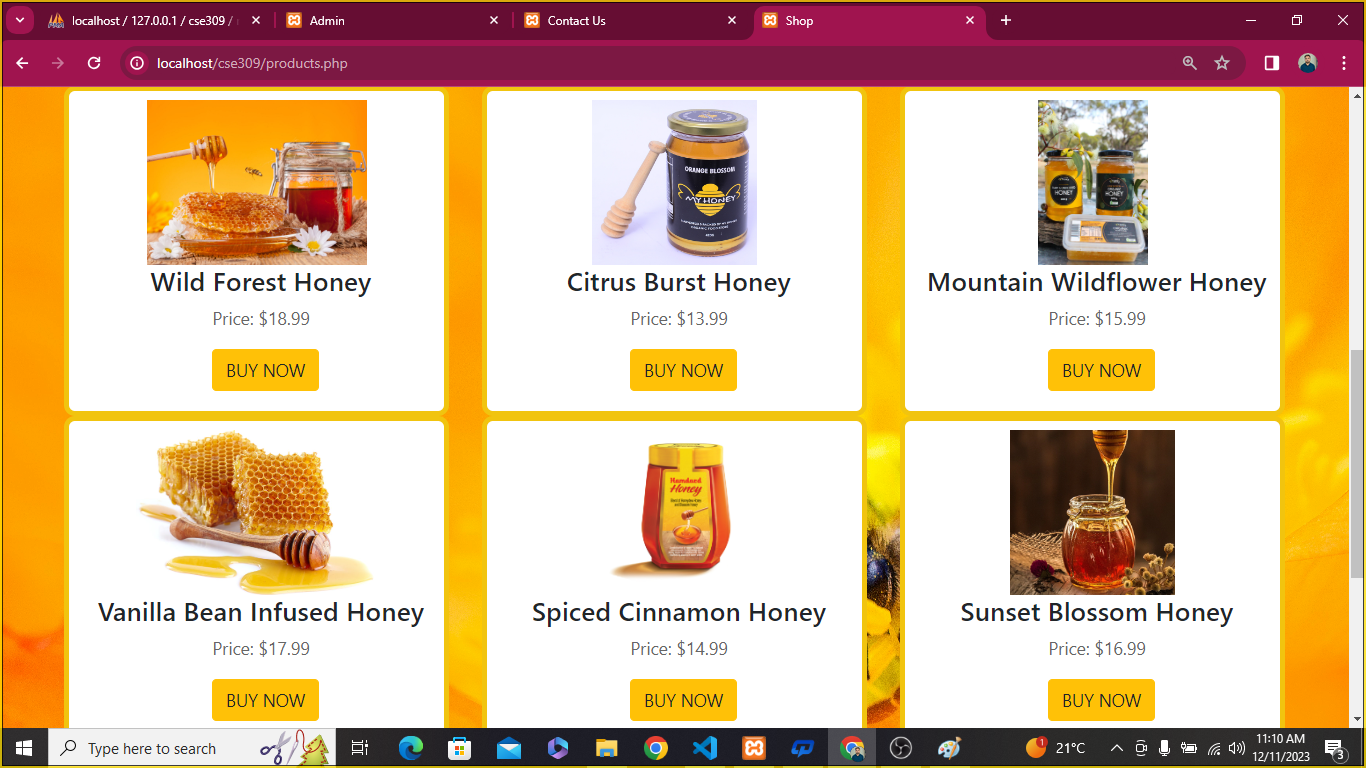 localhost / 127.0.0.1 / cse309 /
Admin
Contact Us
Shop
localhost/cse309/products.php
ORANGE BLOSSOM
MY HONEY
HONEY
HONEY
Wild Forest Honey
Citrus Burst Honey
Mountain Wildflower Honey
Price: $18.99
Price: $13.99
Price: $15.99
BUY NOW
BUY NOW
BUY NOW
Hamdard
Honey
Vanilla Bean Infused Honey
Spiced Cinnamon Honey
Sunset Blossom Honey
Price: $17.99
Price: $14.99
Price: $16.99
BUY NOW
BUY NOW
BUY NOW
Type here to search
1
21°C
11:10 AM
12/11/2023
3